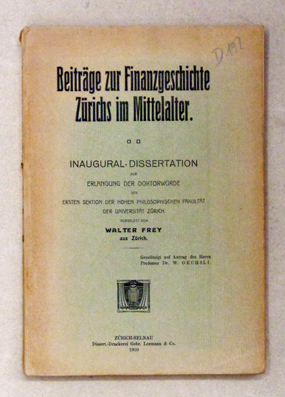 Beiträge zur Finanzgeschichte
Zürichs im Mittelalter.
INAUGURAL-DISSERTATION
ZUR
ERLANGUNG DER DOKTORWÜRDE
DER
ERSTEN SEKTION DER HOHEN PHILOSOPHISCHEN FAKULTÄT
DER UNIVERSITÄT ZÜRICH
VORGELEGT VON
WALTER FREY
aus Zürich.
Genehmigt auf Antrag des Herrn
Professor Dr. W. OECHSLI.
ZÜRICH-SELNAU
Dissert.-Druckerei Gebr. Leemann & Co.
1910